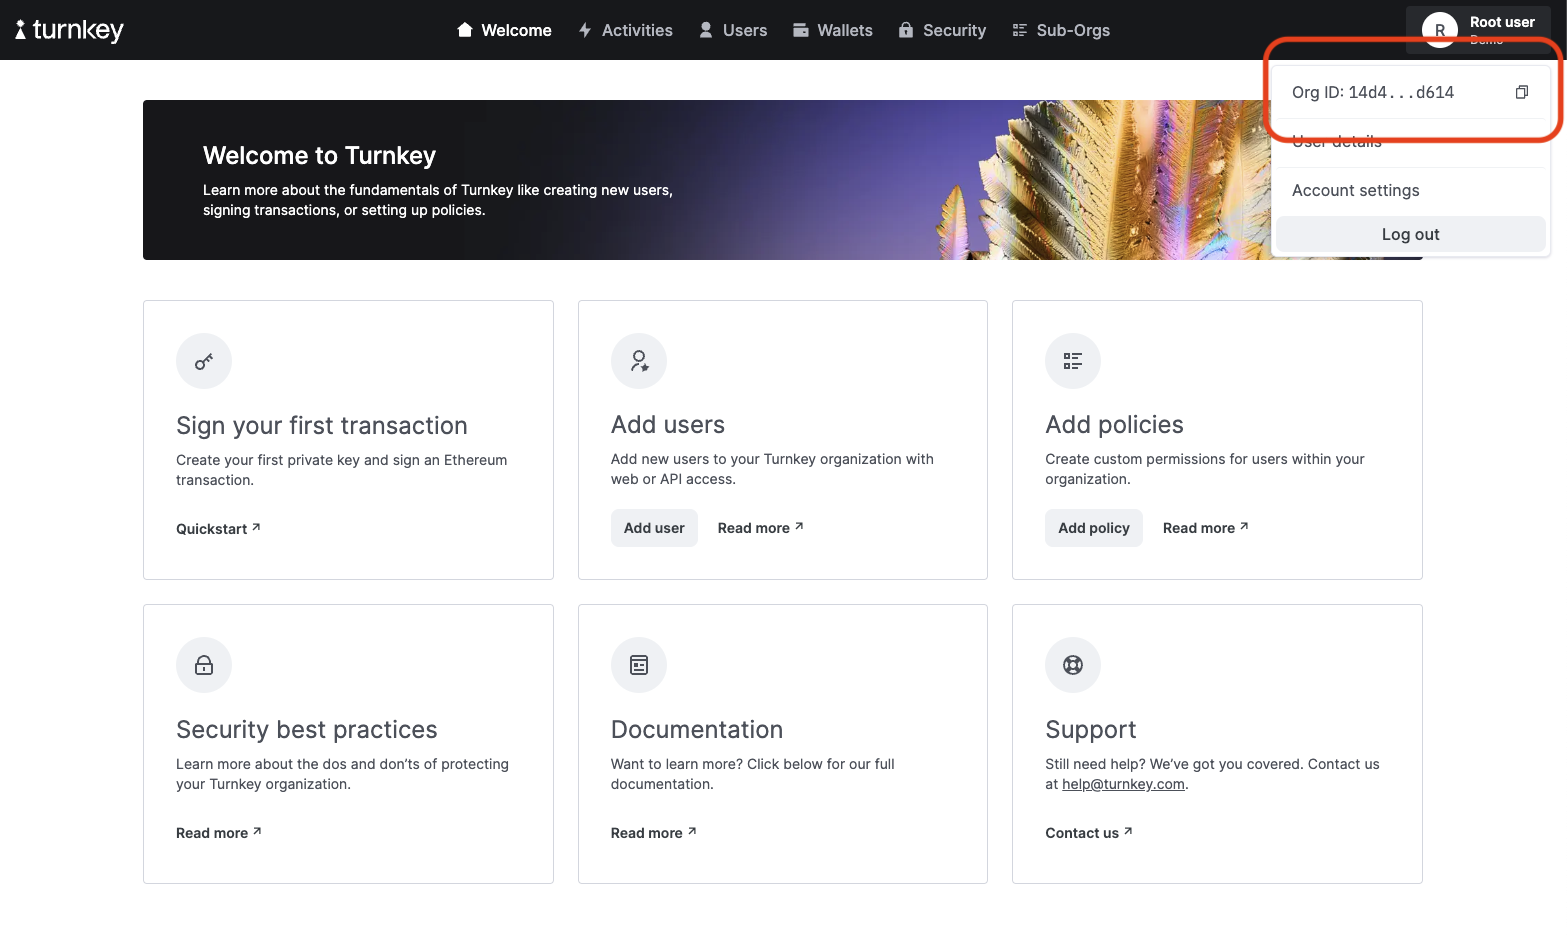 turnkey
Welcome
Activities
Users
Wallets
Security
Sub-Orgs
R
Root user
Demo
Org ID: 14d4...d614
User details
Account settings
Log out
Welcome to Turnkey
Learn more about the fundamentals of Turnkey like creating new users,
signing transactions, or setting up policies.
Sign your first transaction
Create your first private key and sign an Ethereum
transaction.
Quickstart
Add users
Add new users to your Turnkey organization with
web or API access.
Add user
Read more
Add policies
Create custom permissions for users within your
organization.
Add policy
Read more
Security best practices
Learn more about the dos and don’ts of protecting
your Turnkey organization.
Read more
Documentation
Want to learn more? Click below for our full
documentation.
Read more
Support
Still need help? We’ve got you covered. Contact us
at help@turnkey.com.
Contact us